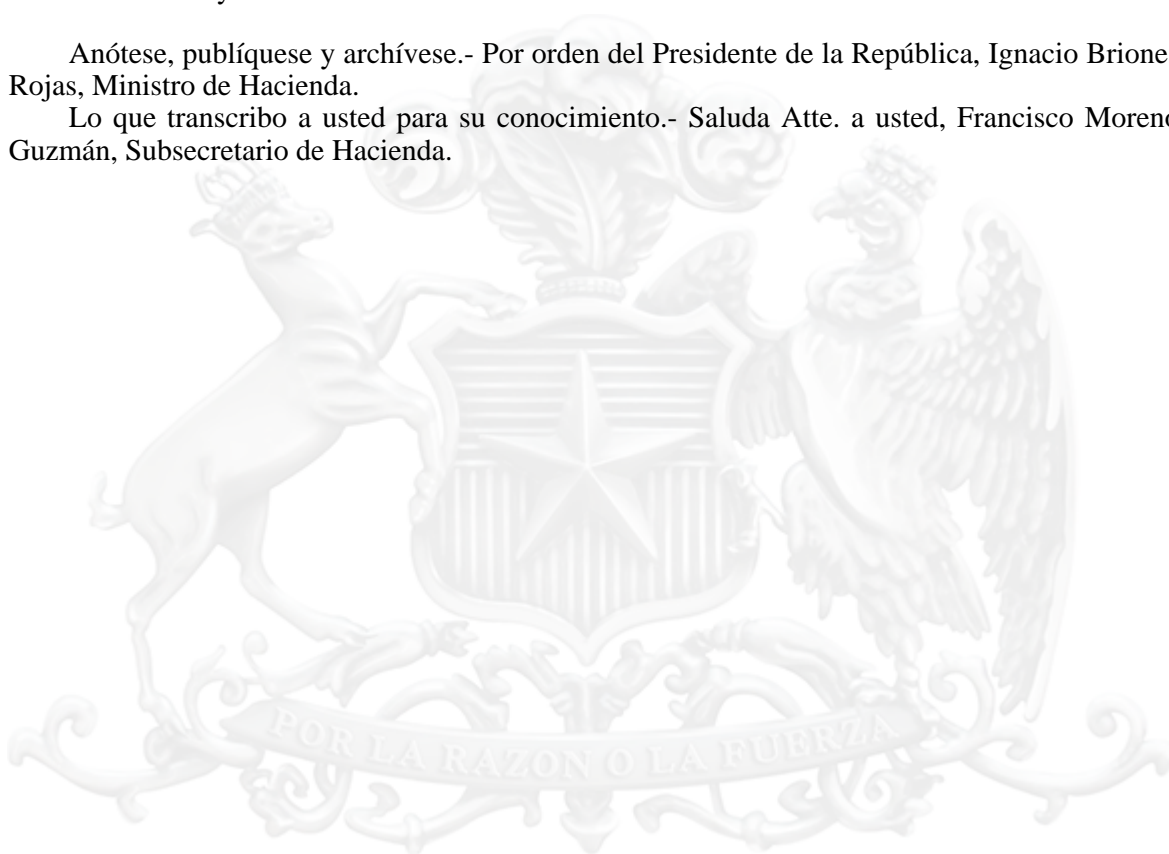 Anótese, publíquese y archívese.- Por orden del Presidente de la República, Ignacio Brione
Rojas, Ministro de Hacienda.
Lo que transcribo a usted para su conocimiento.- Saluda Atte. a usted, Francisco Moreno
Guzmán, Subsecretario de Hacienda.
POR LA RAZON O LA FUERZA